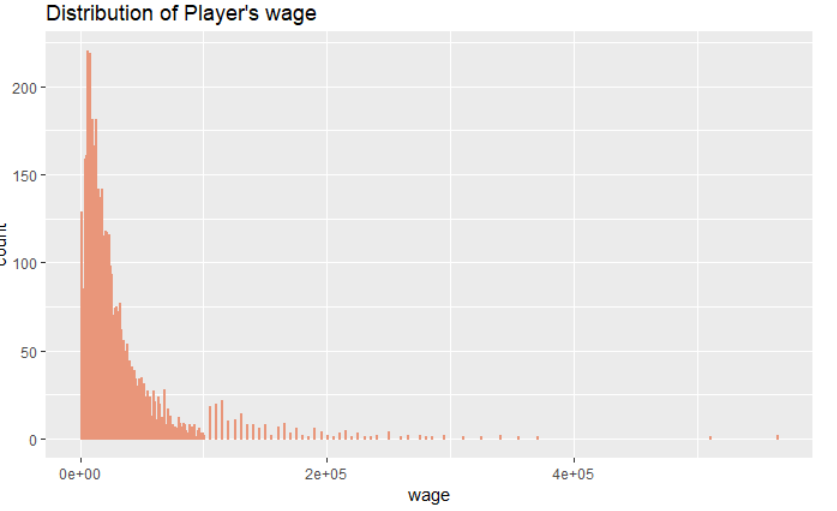 Distribution of Player's wage
200
150
100
50
0
count
0e+00
2e+05
4e+05
wage